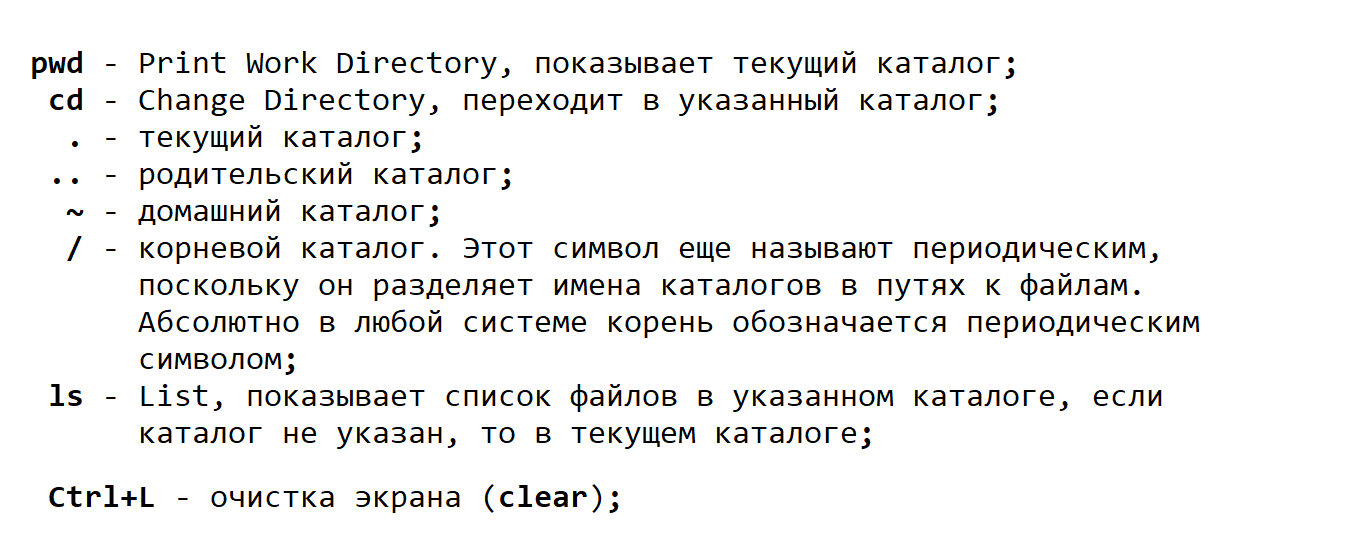 pwd - Print Work Directory, показывает текущий каталог;
cd - Change Directory, переходит в указанный каталог;
. - текущий каталог;
.. - родительский каталог;
~ - домашний каталог;
/ - корневой каталог. Этот символ еще называют периодическим,
поскольку он разделяет имена каталогов в путях к файлам.
Абсолютно в любой системе корень обозначается периодическим
символом;
ls - List, показывает список файлов в указанном каталоге, если
каталог не указан, то в текущем каталоге;
Ctrl+L - очистка экрана (clear);